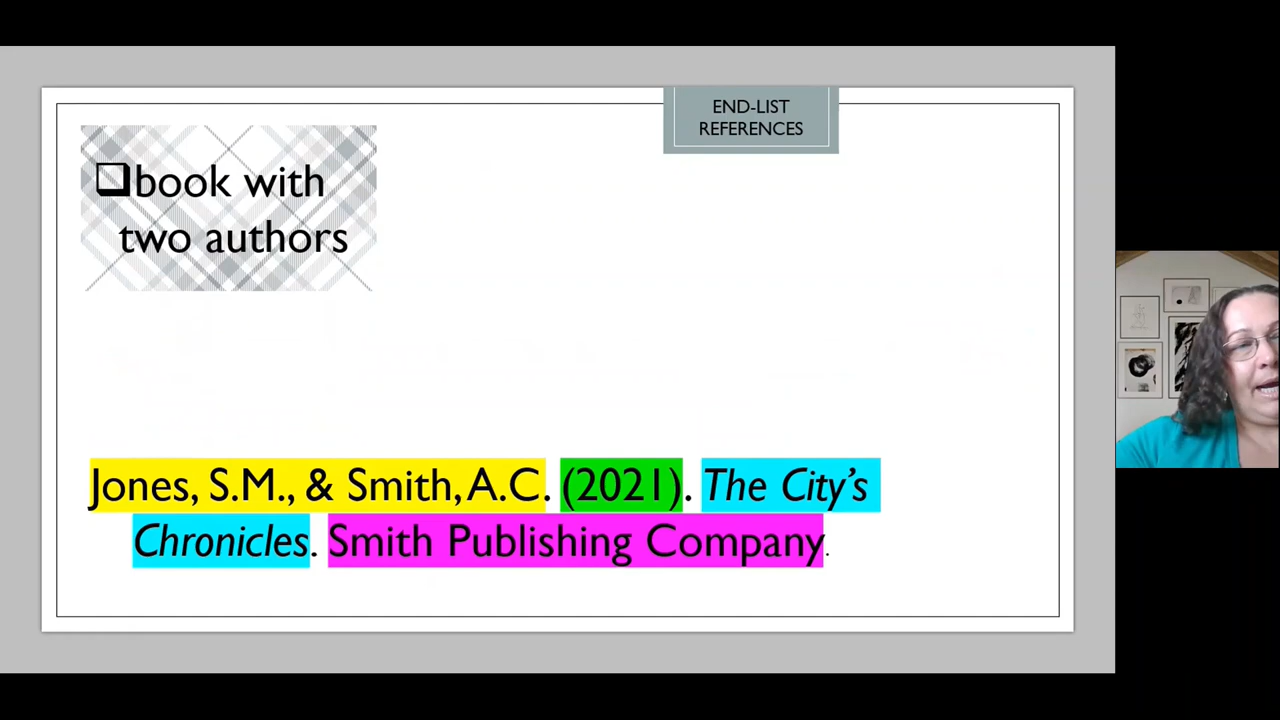 END-LIST
REFERENCES
❑book with
two authors
Jones, S.M., & Smith, A.C. (2021). The City's
Chronicles. Smith Publishing Company.